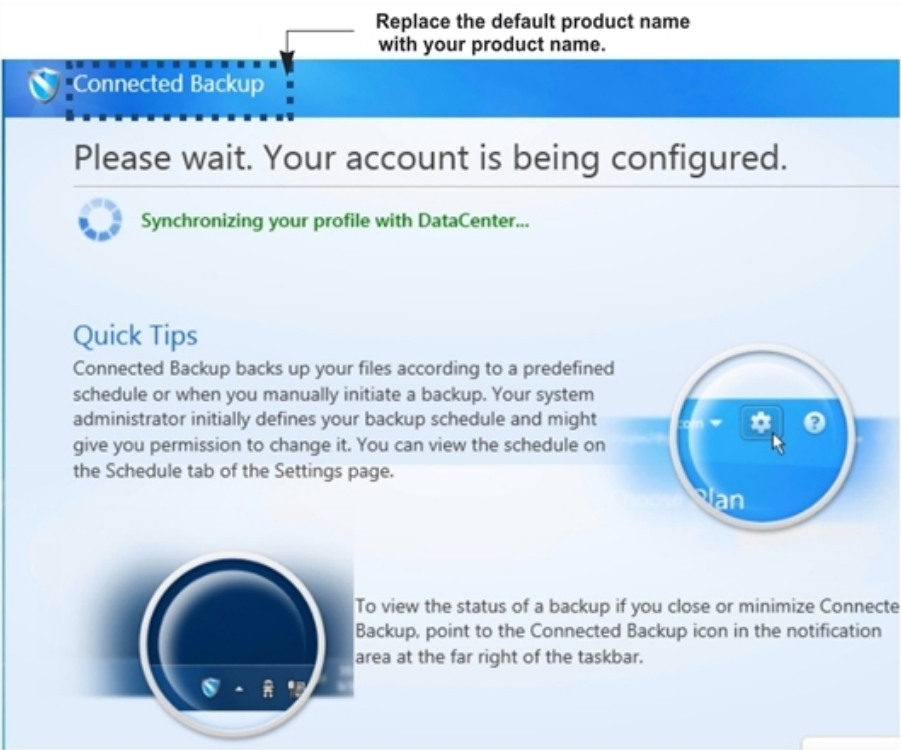 Replace the default product name
with your product name.
Connected Backup
Please wait. Your account is being configured.
Synchronizing your profile with DataCenter...
Quick Tips
Connected Backup backs up your files according to a predefined
schedule or when you manually initiate a backup. Your system
administrator initially defines your backup schedule and might
give you permission to change it. You can view the schedule on
the Schedule tab of the Settings page.
com
?
Plan
To view the status of a backup if you close or minimize Connecte
Backup, point to the Connected Backup icon in the notification
area at the far right of the taskbar.